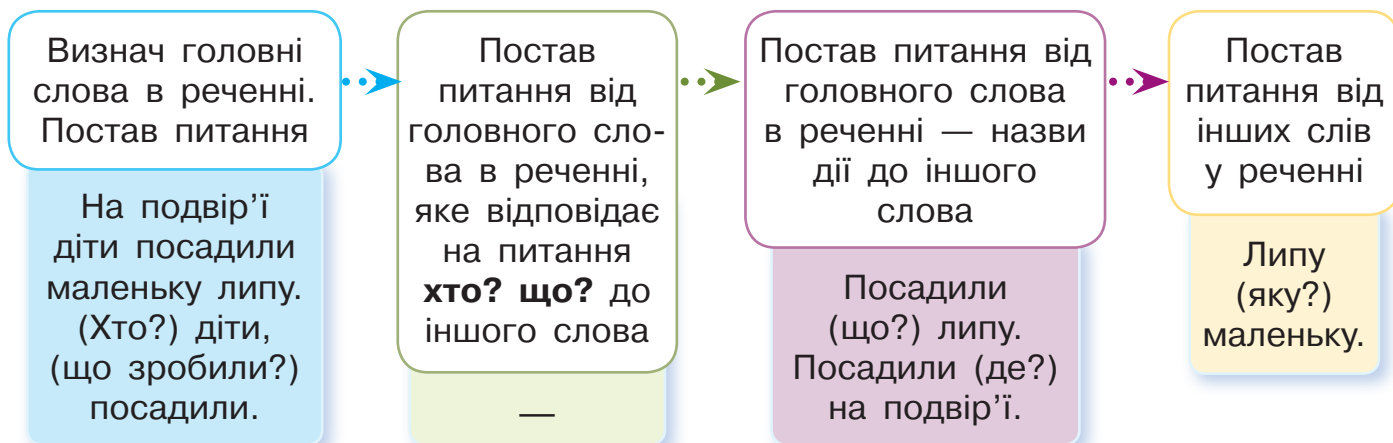 Визнач головні
слова в реченні.
Постав питання
На подвір’ї
діти посадили
маленьку липу.
(Хто?) діти,
(що зробили?)
посадили.
Постав
питання від
головного сло-
ва в реченні,
яке відповідає
на питання
хто? що? до
іншого слова
—
Постав питання від
головного слова
в реченні — назви
дії до іншого
слова
Посадили
(що?) липу.
Посадили (де?)
на подвір’ї.
Постав
питання від
інших слів
у реченні
Липу
(яку?)
маленьку.